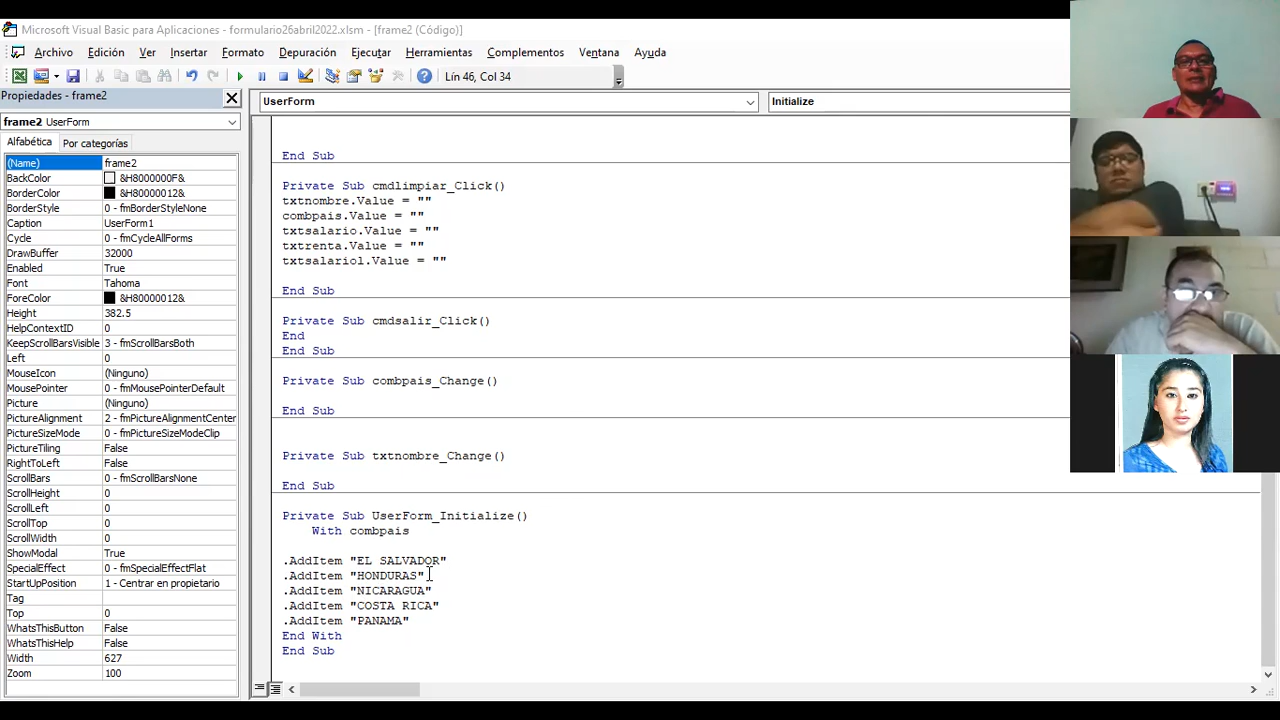 Microsoft Visual Basic para Aplicaciones - formulario26abril2022.xlsm - [frame2 (Código)]
Archivo Edición Ver Insertar Formato Depuración Ejecutar Herramientas Complementos Ventana Ayuda
Lín 46, Col 34
Propiedades - frame2
frame2 UserForm
Alfabética Por categorías
(Name) frame2
BackColor &H8000000F&
BorderColor &H80000012&
BorderStyle 0 - fmBorderStyleNone
Caption UserForm1
Cycle 0 - fmCycleAllForms
DrawBuffer 32000
Enabled True
Font Tahoma
ForeColor &H80000012&
Height 382.5
HelpContextID 0
KeepScrollBarsVisible 3 - fmScrollBarsBoth
Left 0
MouseIcon (Ninguno)
MousePointer 0 - fmMousePointerDefault
Picture (Ninguno)
PictureAlignment 2 - fmPictureAlignmentCenter
PictureSizeMode 0 - fmPictureSizeModeClip
PictureTiling False
RightToLeft False
ScrollBars 0 - fmScrollBarsNone
ScrollHeight 0
ScrollLeft 0
ScrollTop 0
ScrollWidth 0
ShowModal True
SpecialEffect 0 - fmSpecialEffectFlat
StartUpPosition 1 - Centrar en propietario
Tag
Top 0
WhatsThisButton False
WhatsThisHelp False
Width 627
Zoom 100
UserForm Initialize
End Sub
Private Sub cmdlimpiar_Click()
txtnombre.Value = ""
combpais.Value = ""
txtsalario.Value = ""
txtrenta.Value = ""
txtsalariol.Value = ""
End Sub
Private Sub cmdsalir_Click()
End
End Sub
Private Sub combpais_Change()
End Sub
Private Sub txtnombre_Change()
End Sub
Private Sub UserForm_Initialize()
With combpais
.AddItem "EL SALVADOR"
.AddItem "HONDURAS"
.AddItem "NICARAGUA"
.AddItem "COSTA RICA"
.AddItem "PANAMA"
End With
End Sub